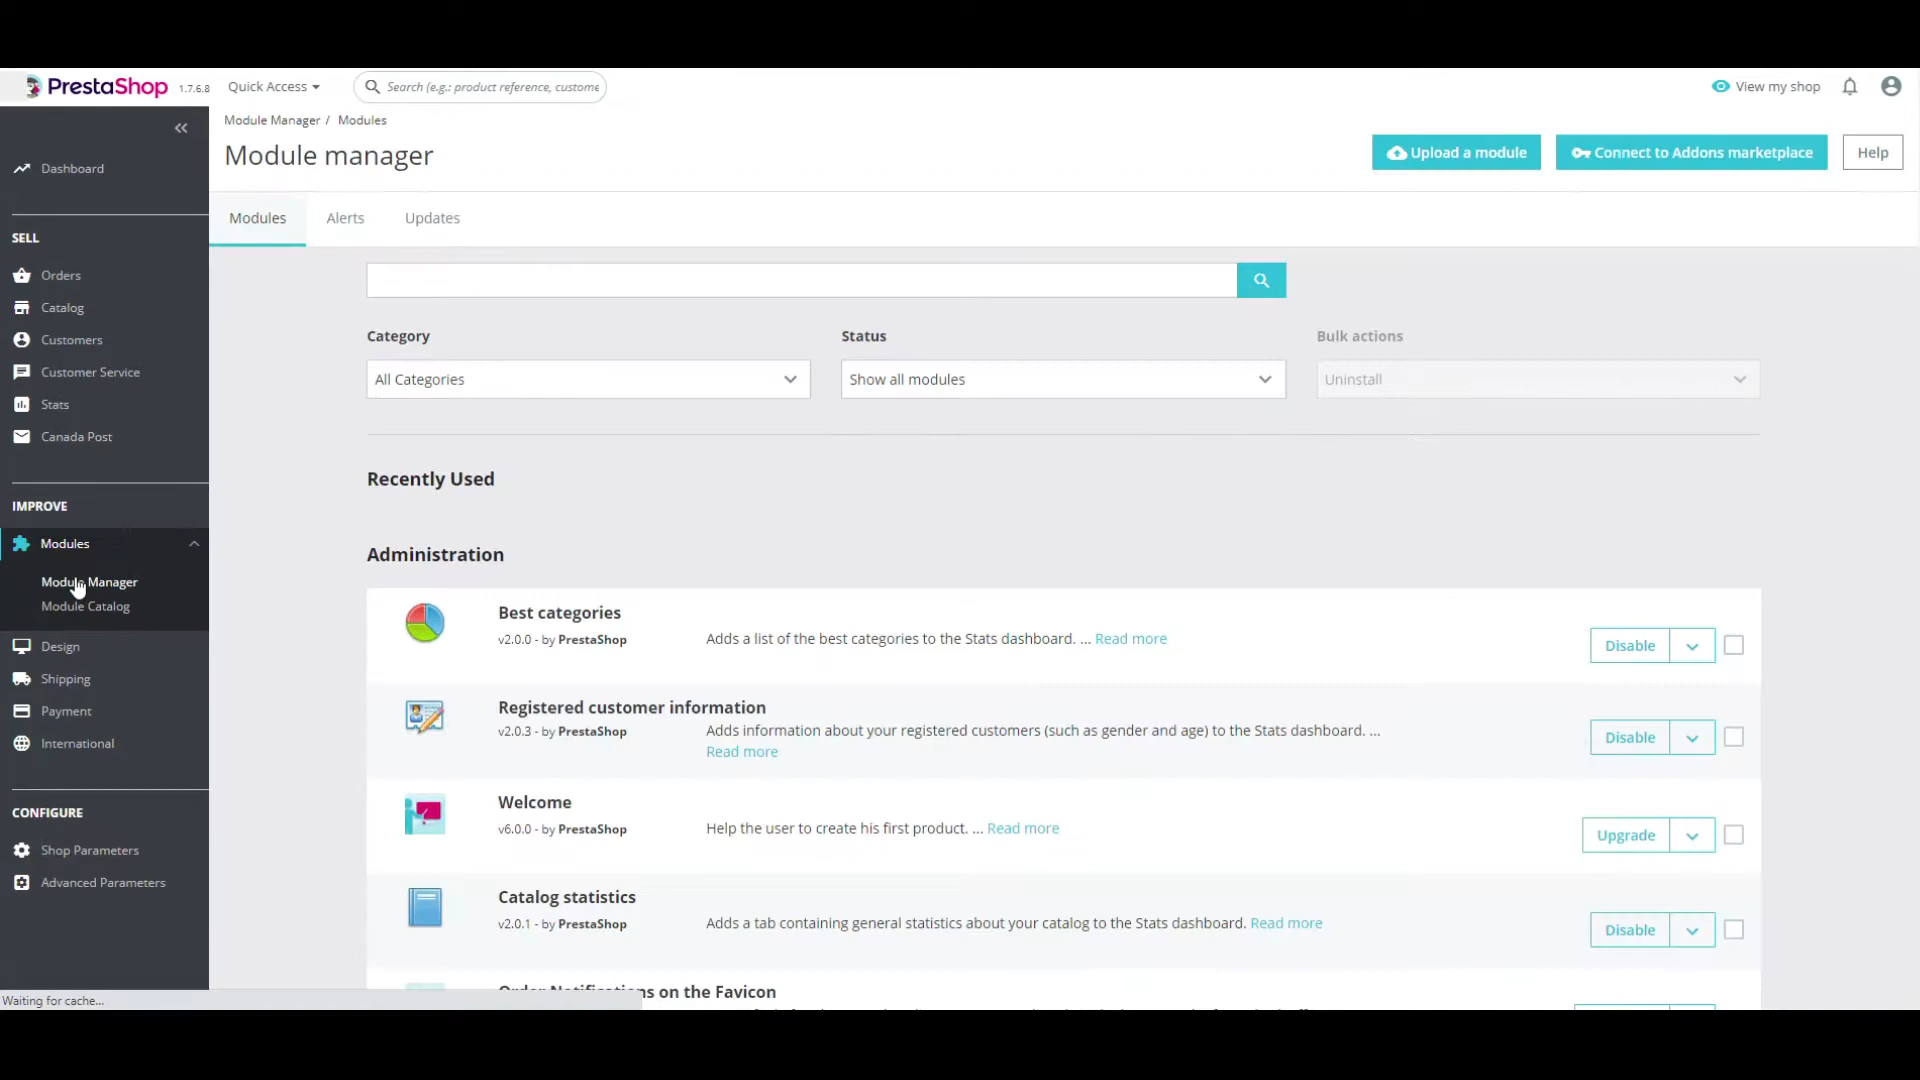 PrestaShop 1.7.6.8 Quick Access Search (e.g.: product reference, custome View my shop
Module Manager / Modules
Module manager
Upload a module Connect to Addons marketplace Help
Dashboard
SELL
Orders
Catalog
Customers
Customer Service
Stats
Canada Post
IMPROVE
Modules
Module Manager
Module Catalog
Design
Shipping
Payment
International
CONFIGURE
Shop Parameters
Advanced Parameters
Modules Alerts Updates
Category Status Bulk actions
All Categories Show all modules Uninstall
Recently Used
Administration
Best categories
v2.0.0 - by PrestaShop Adds a list of the best categories to the Stats dashboard. ... Read more Disable
Registered customer information
v2.0.3 - by PrestaShop Adds information about your registered customers (such as gender and age) to the Stats dashboard. ... Disable
Read more
Welcome
v6.0.0 - by PrestaShop Help the user to create his first product. ... Read more Upgrade
Catalog statistics
v2.0.1 - by PrestaShop Adds a tab containing general statistics about your catalog to the Stats dashboard. Read more Disable
Order Notifications on the Favicon
Waiting for cache...